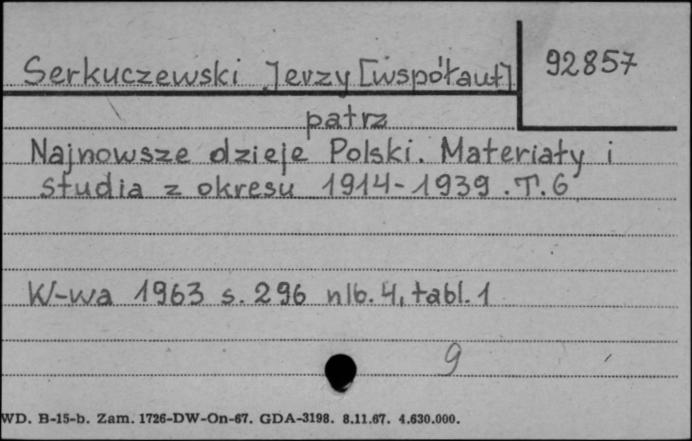 Serkuczewski Jerzy [współaut]
92857
patrz
Najnowsze dzieje Polski. Materiały i
studia z okresu 1914-1939. T. 6
W-wa 1963 s. 296 nlb. 4, tabl. 1
9
WD. B-15-b. Zam. 1726-DW-On-67. GDA-3198. 8.11.67. 4.630.000.